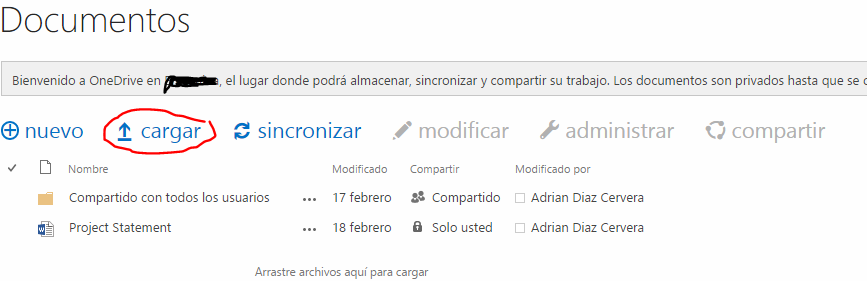 Documentos
Bienvenido a OneDrive en , el lugar donde podrá almacenar, sincronizar y compartir su trabajo. Los documentos son privados hasta que se
nuevo cargar sincronizar modificar administrar compartir
Nombre Modificado Compartir Modificado por
Compartido con todos los usuarios ... 17 febrero Compartido Adrian Diaz Cervera
Project Statement ... 18 febrero Solo usted Adrian Diaz Cervera
Arrastre archivos aquí para cargar